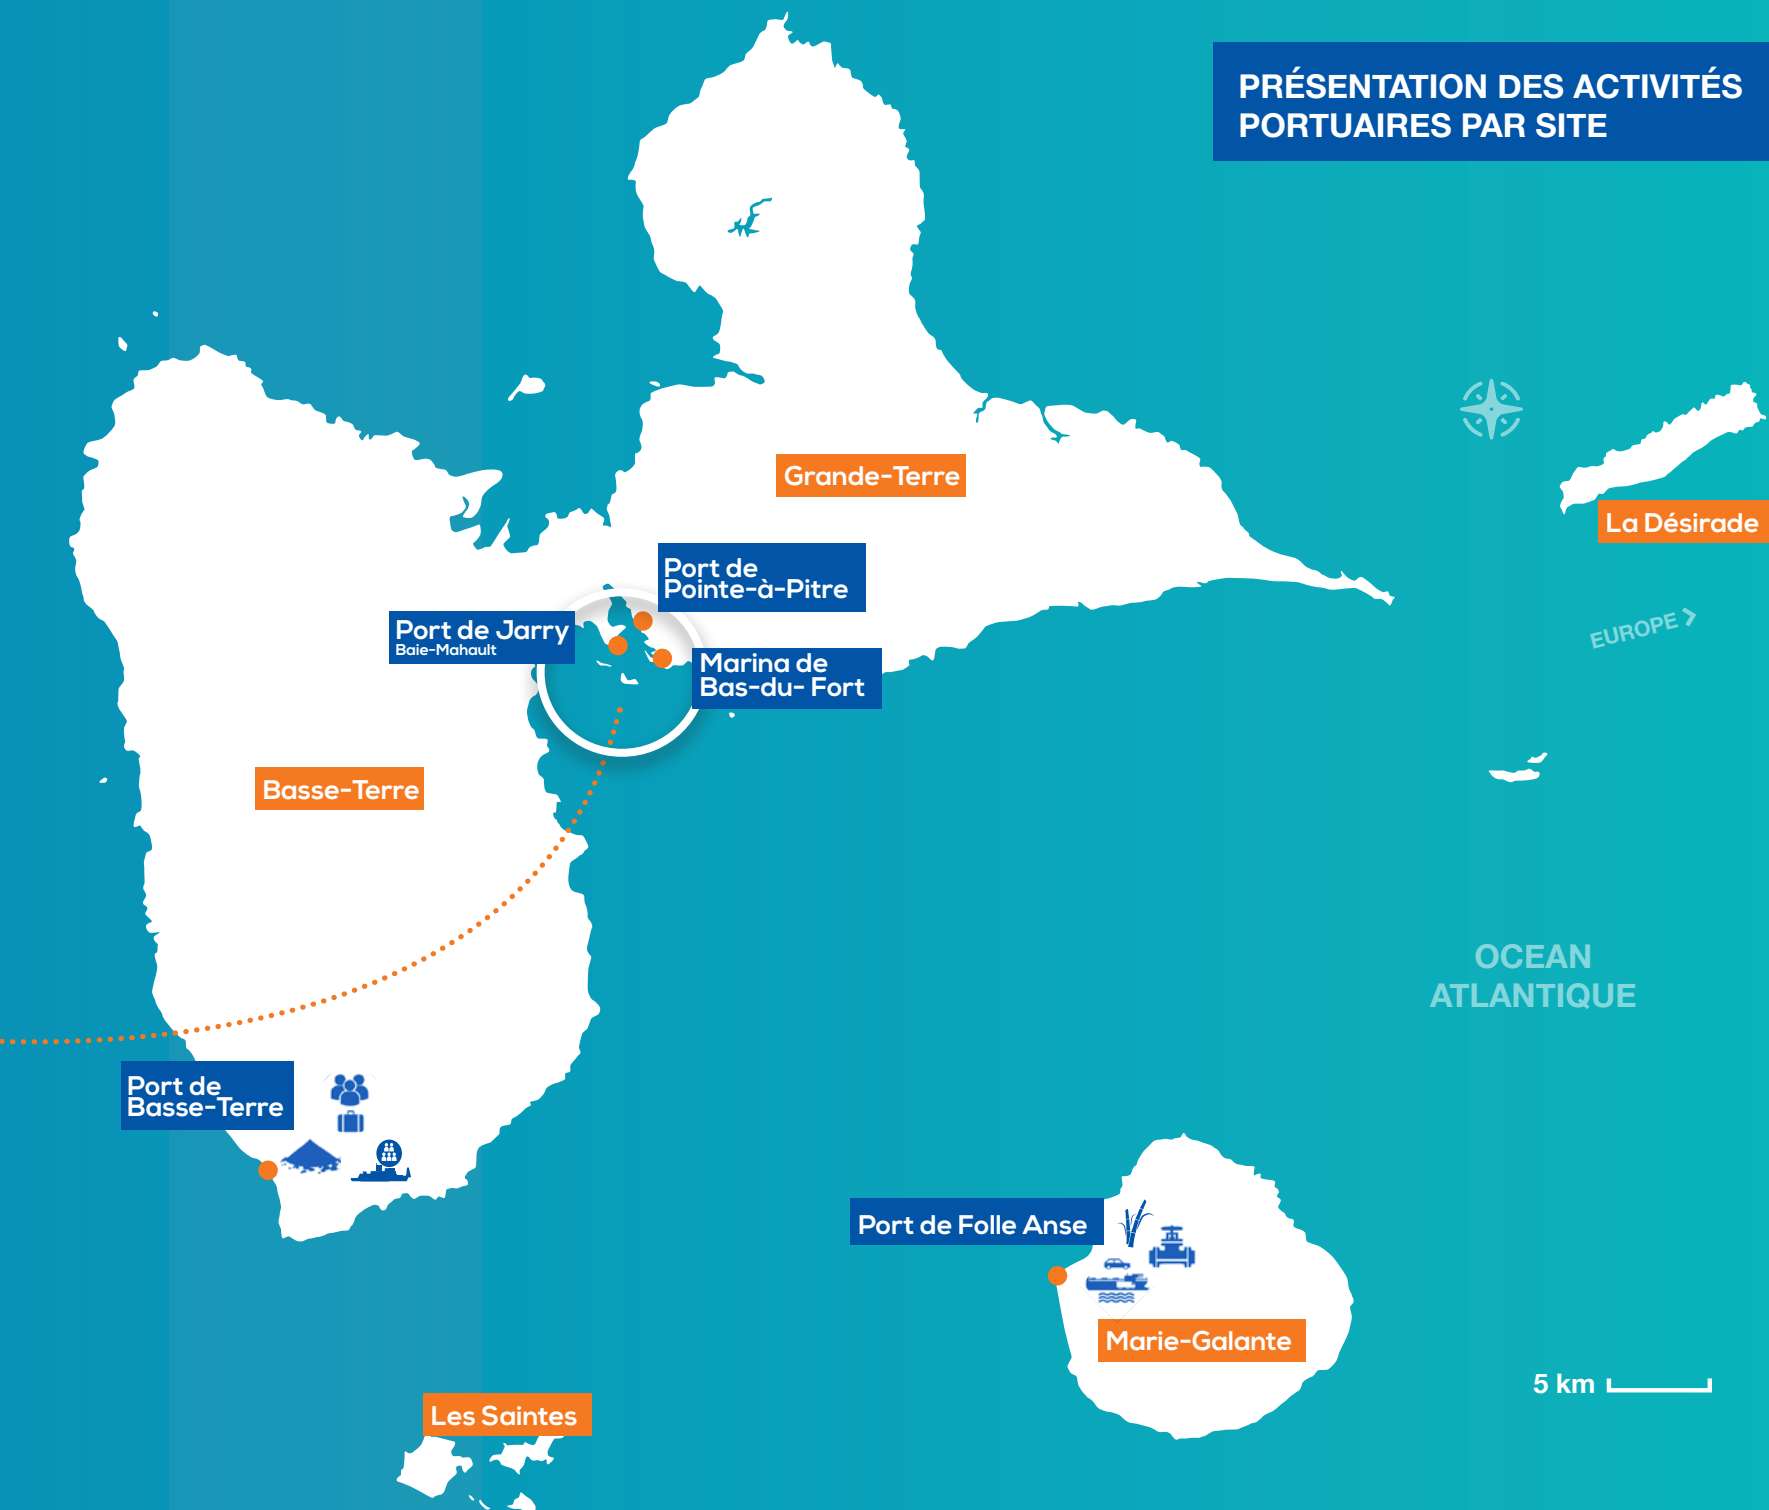 PRÉSENTATION DES ACTIVITÉS
PORTUAIRES PAR SITE
Grande-Terre
La Désirade
Port de
Pointe-à-Pitre
Port de Jarry
Baie-Mahault
EUROPE
Marina de
Bas-du- Fort
Basse-Terre
OCEAN
ATLANTIQUE
Port de
Basse-Terre
Port de Folle Anse
Marie-Galante
5 km
Les Saintes